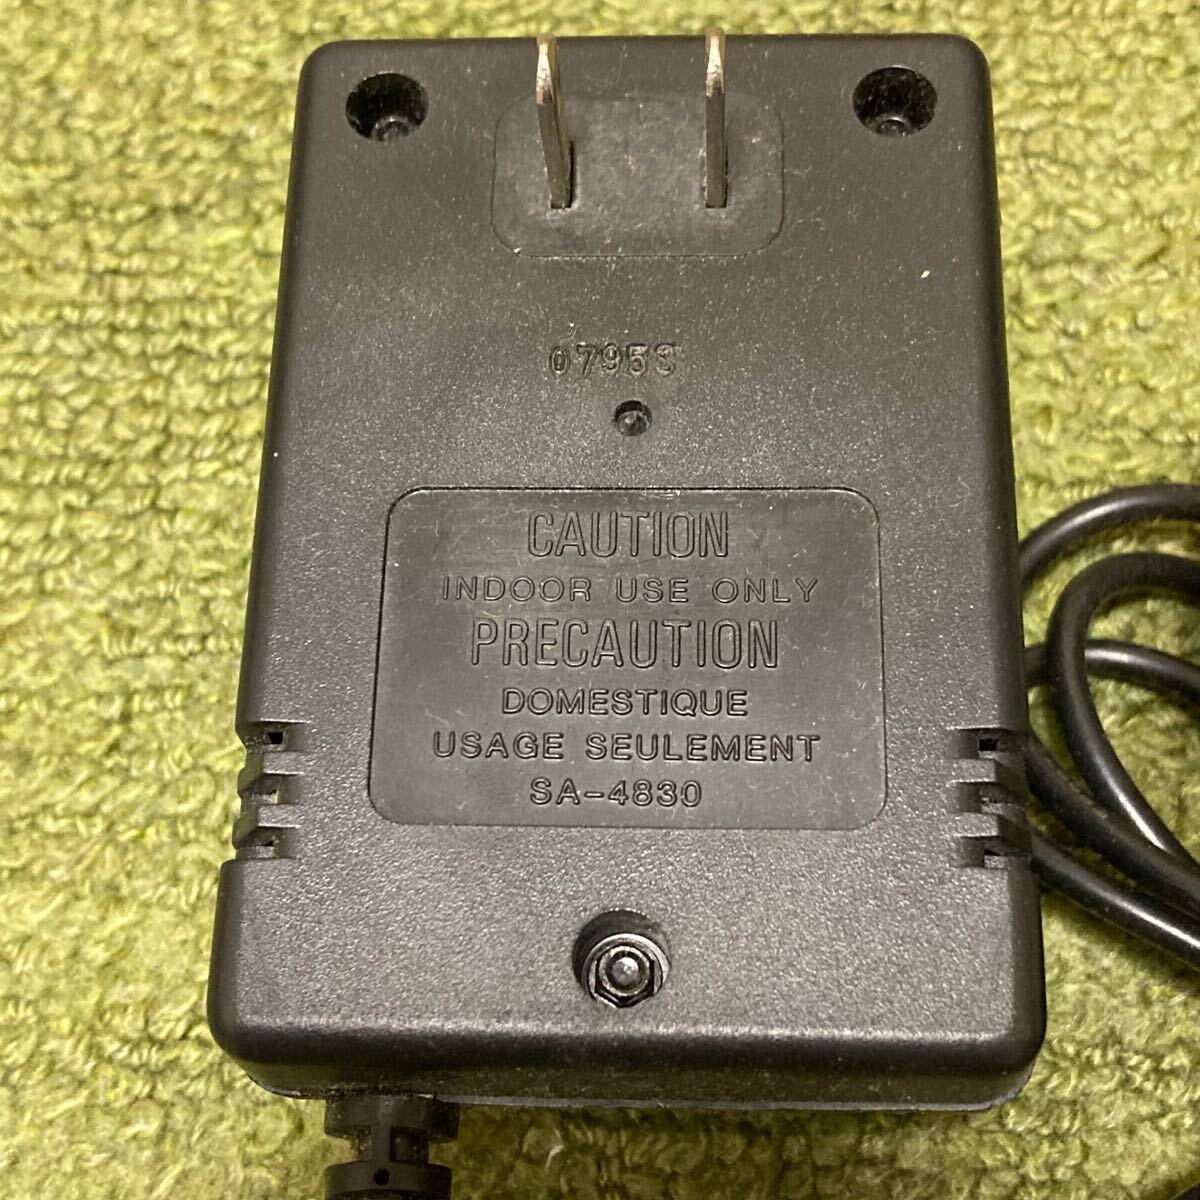 07953
CAUTION
INDOOR USE ONLY
PRECAUTION
DOMESTIQUE
USAGE SEULEMENT
SA-4830